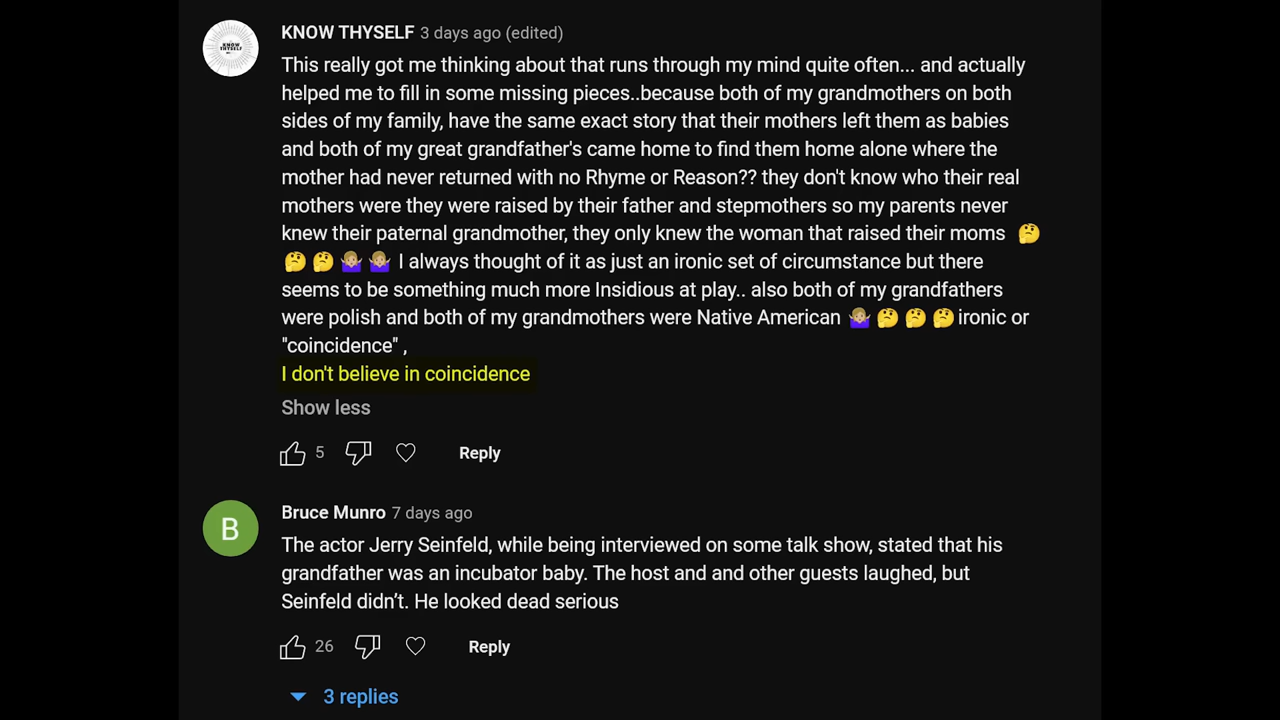 KNOW THYSELF
KNOW THYSELF 3 days ago (edited)
This really got me thinking about that runs through my mind quite often... and actually
helped me to fill in some missing pieces..because both of my grandmothers on both
sides of my family, have the same exact story that their mothers left them as babies
and both of my great grandfather's came home to find them home alone where the
mother had never returned with no Rhyme or Reason?? they don't know who their real
mothers were they were raised by their father and stepmothers so my parents never
knew their paternal grandmother, they only knew the woman that raised their moms 🤔
🤔 🤔 🤷🏼‍♀️ 🤷🏼‍♀️ I always thought of it as just an ironic set of circumstance but there
seems to be something much more Insidious at play.. also both of my grandfathers
were polish and both of my grandmothers were Native American 🤷🏼‍♀️ 🤔 🤔 🤔 ironic or
"coincidence" ,
I don't believe in coincidence
Show less
5 Reply
B
Bruce Munro 7 days ago
The actor Jerry Seinfeld, while being interviewed on some talk show, stated that his
grandfather was an incubator baby. The host and and other guests laughed, but
Seinfeld didn't. He looked dead serious
26 Reply
3 replies